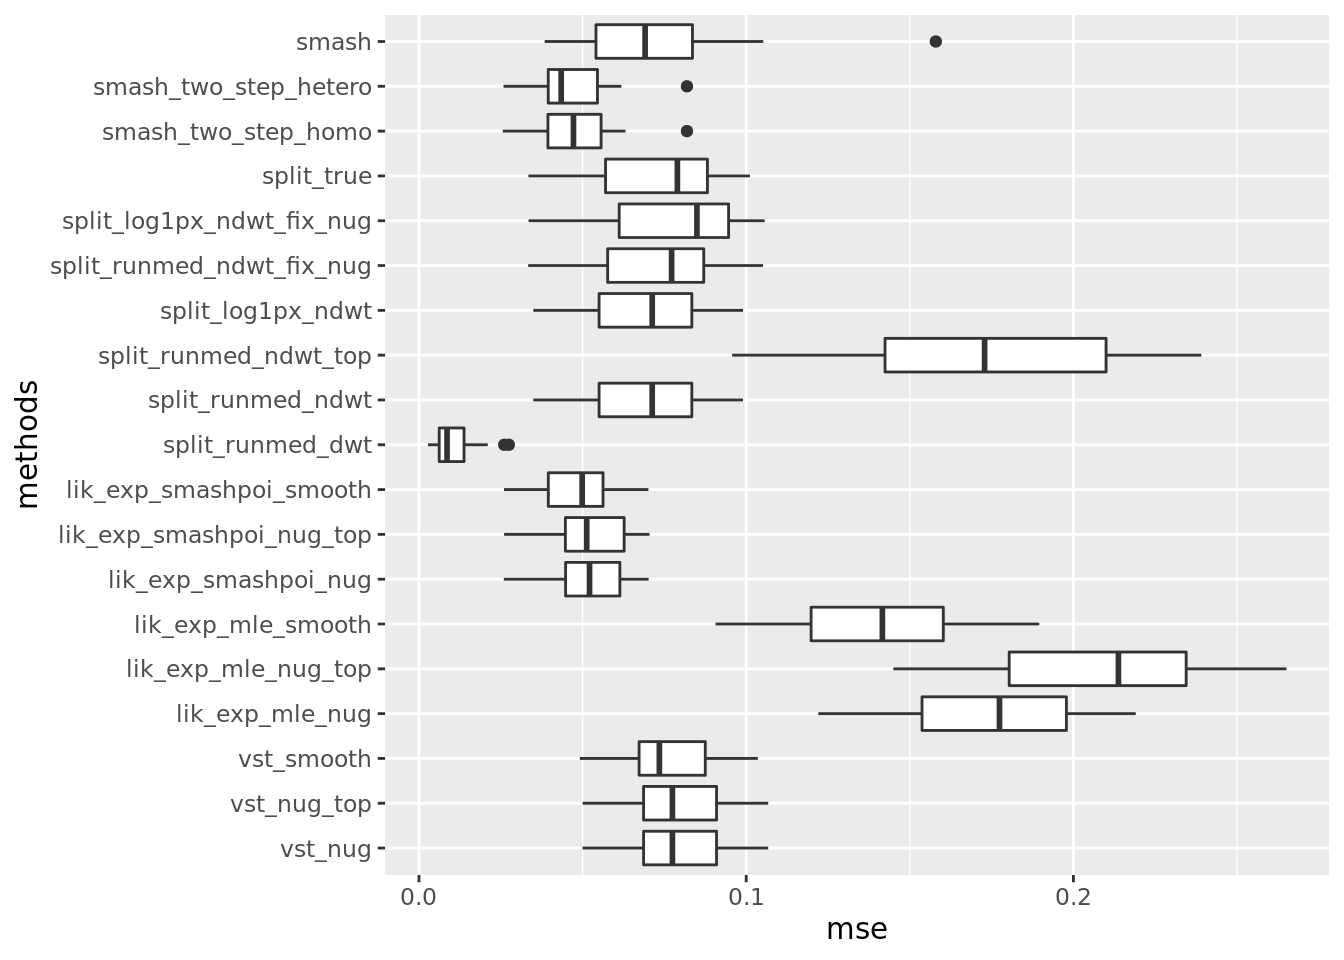 smash
smash_two_step_hetero
smash_two_step_homo
split_true
split_log1px_ndwt_fix_nug
split_runmed_ndwt_fix_nug
split_log1px_ndwt
split_runmed_ndwt_top
split_runmed_ndwt
split_runmed_dwt
lik_exp_smashpoi_smooth
lik_exp_smashpoi_nug_top
lik_exp_smashpoi_nug
lik_exp_mle_smooth
lik_exp_mle_nug_top
lik_exp_mle_nug
vst_smooth
vst_nug_top
vst_nug
methods
0.0 0.1 0.2
mse